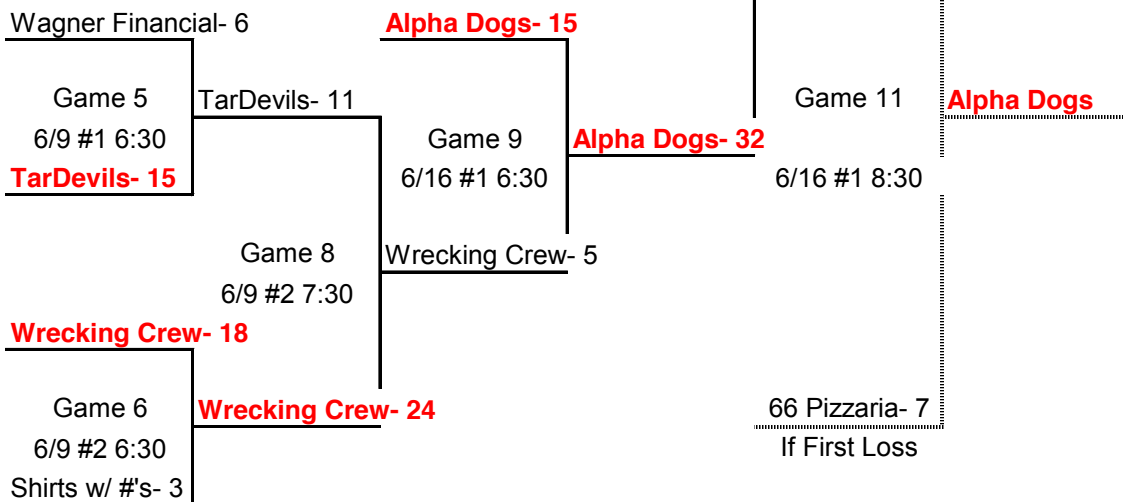 Wagner Financial- 6
Alpha Dogs- 15
Game 5
TarDevils- 11
Game 11
Alpha Dogs
6/9 #1 6:30
Game 9
Alpha Dogs- 32
TarDevils- 15
6/16 #1 6:30
6/16 #1 8:30
Game 8
Wrecking Crew- 5
6/9 #2 7:30
Wrecking Crew- 18
Game 6
Wrecking Crew- 24
66 Pizzaria- 7
6/9 #2 6:30
If First Loss
Shirts w/ #'s- 3